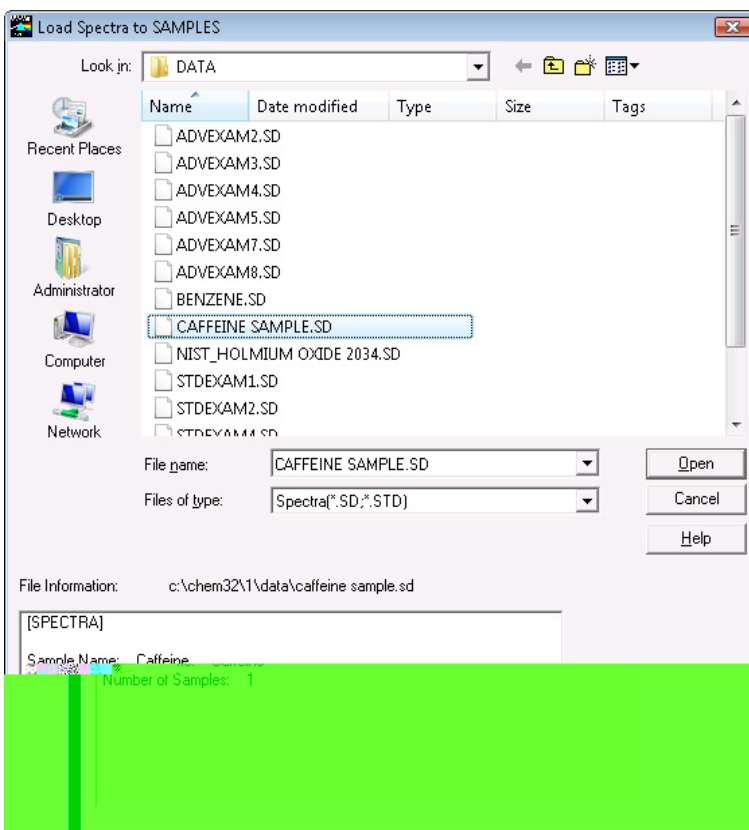 Load Spectra to SAMPLES
Look in: DATA
Name Date modified Type Size Tags
Recent Places
Desktop
Administrator
Computer
Network
ADVEXAM2.SD
ADVEXAM3.SD
ADVEXAM4.SD
ADVEXAM5.SD
ADVEXAM7.SD
ADVEXAM8.SD
BENZENE.SD
CAFFEINE SAMPLE.SD
NIST_HOLMIUM OXIDE 2034.SD
STDEXAM1.SD
STDEXAM2.SD
STDEXAM4.SD
File name: CAFFEINE SAMPLE.SD Open
Files of type: Spectra(*.SD;*.STD) Cancel
Help
File Information: c:\chem32\1\data\caffeine sample.sd
[SPECTRA]
Sample Name: Caffeine
Number of Samples: 1